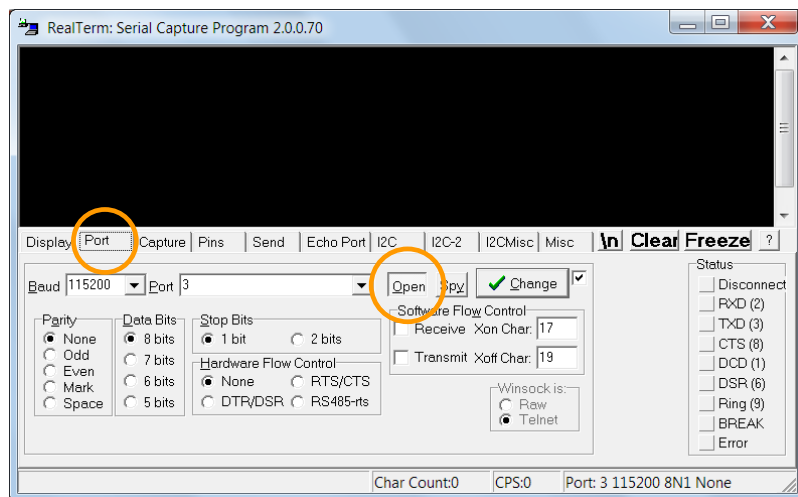 RealTerm: Serial Capture Program 2.0.0.70
Display Port Capture Pins Send Echo Port I2C I2C-2 I2CMisc Misc \n Clear Freeze ?
Baud 115200 Port 3 Open Spy Change
Status
Disconnect
RXD (2)
TXD (3)
CTS (8)
DCD (1)
DSR (6)
Ring (9)
BREAK
Error
Parity
None
Odd
Even
Mark
Space
Data Bits
8 bits
7 bits
6 bits
5 bits
Stop Bits
1 bit 2 bits
Hardware Flow Control
None RTS/CTS
DTR/DSR RS485-rts
Software Flow Control
Receive Xon Char: 17
Transmit Xoff Char: 19
Winsock is:
Raw
Telnet
Char Count:0 CPS:0 Port: 3 115200 8N1 None